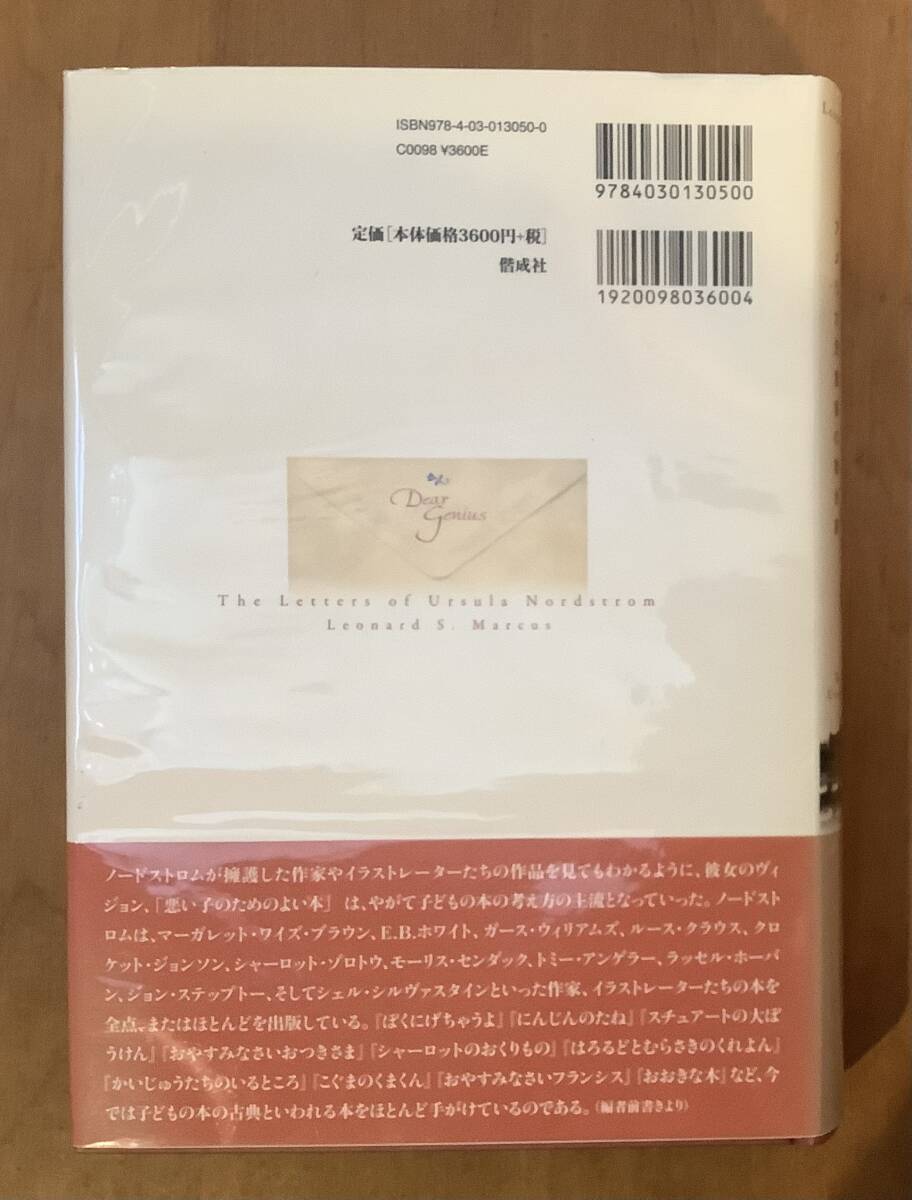 ISBN978-4-03-013050-0
C0098 ¥3600E
9784030130500
定価[本体価格3600円+税]
偕成社
1920098036004
Dear
Genius
The Letters of Ursula Nordstrom
Leonard S. Marcus
ノードストロムが擁護した作家やイラストレーターたちの作品を見てもわかるように、彼女のヴィ
ジョン、「悪い子のためのよい本」は、やがて子どもの本の考え方の主流となっていった。ノードスト
ロムは、マーガレット・ワイズ・ブラウン、E.B.ホワイト、ガース・ウィリアムズ、ルース・クラウス、クロ
ケット・ジョンソン、シャーロット・ゾロトウ、モーリス・センダック、トミー・アンゲラー、ラッセル・ホーバ
ン、ジョン・ステップトー、そしてシェル・シルヴァスタインといった作家、イラストレーターたちの本を
全点、またはほとんどを出版している。『ぼくにげちゃうよ』『にんじんのたね』『スチュアートの大ぼ
うけん』『おやすみなさいおつきさま』『シャーロットのおくりもの』『はろるどとむらさきのくれよん』
『かいじゅうたちのいるところ』『こぐまのくまくん』『おやすみなさいフランシス』『おおきな木』など、今
では子どもの本の古典といわれる本をほとんど手がけているのである。(編者前書きより)